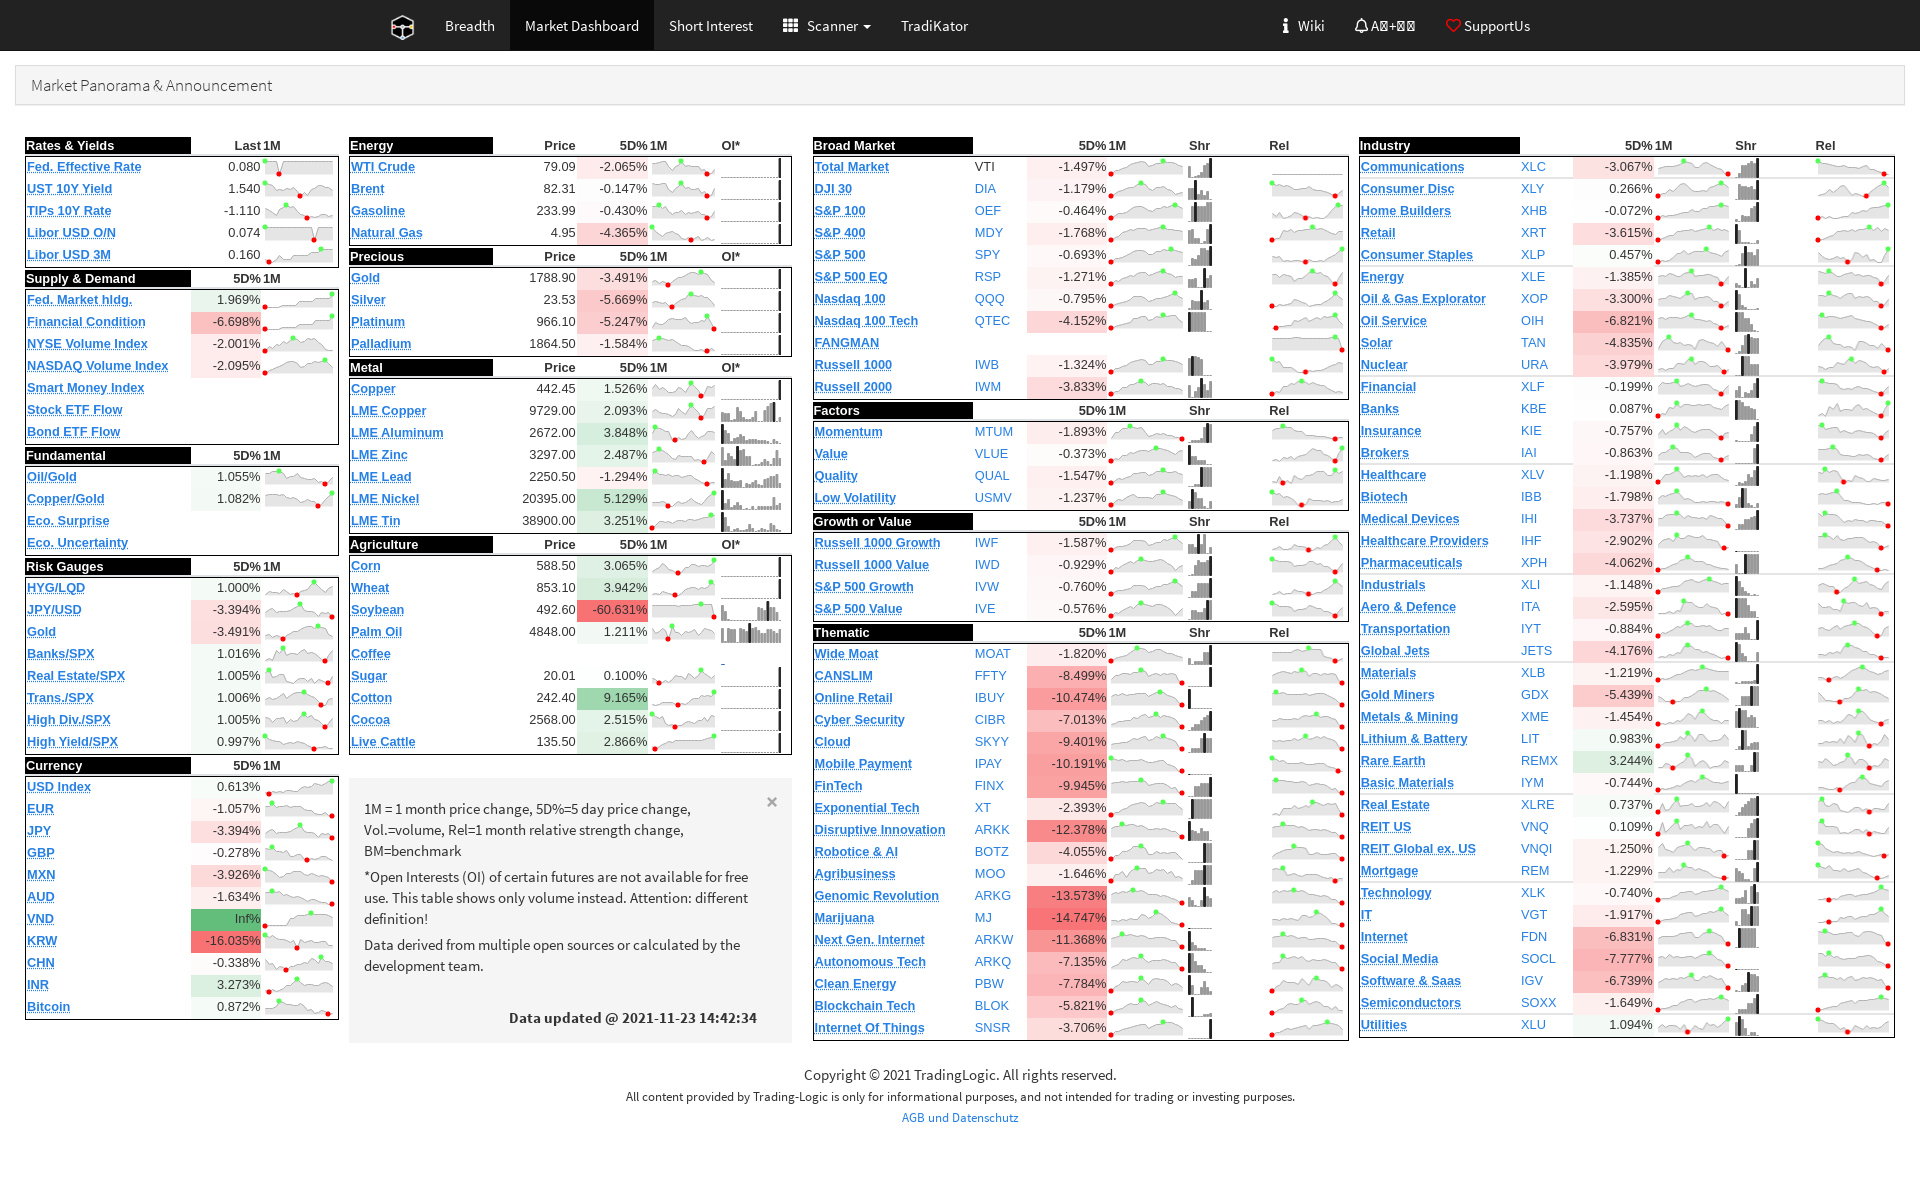 Breadth Market Dashboard Short Interest Scanner TradiKator Wiki SupportUs
Market Panorama & Announcement
Rates & Yields Last 1M
Fed. Effective Rate 0.080
UST 10Y Yield 1.540
TIPs 10Y Rate -1.110
Libor USD O/N 0.074
Libor USD 3M 0.160
Supply & Demand 5D% 1M
Fed. Market hldg. 1.969%
Financial Condition -6.698%
NYSE Volume Index -2.001%
NASDAQ Volume Index -2.095%
Smart Money Index
Stock ETF Flow
Bond ETF Flow
Fundamental 5D% 1M
Oil/Gold 1.055%
Copper/Gold 1.082%
Eco. Surprise
Eco. Uncertainty
Risk Gauges 5D% 1M
HYG/LQD 1.000%
JPY/USD -3.394%
Gold -3.491%
Banks/SPX 1.016%
Real Estate/SPX 1.005%
Trans./SPX 1.006%
High Div./SPX 1.005%
High Yield/SPX 0.997%
Currency 5D% 1M
USD Index 0.613%
EUR -1.057%
JPY -3.394%
GBP -0.278%
MXN -3.926%
AUD -1.634%
VND Inf%
KRW -16.035%
CHN -0.338%
INR 3.273%
Bitcoin 0.872%
Energy Price 5D% 1M OI*
WTI Crude 79.09 -2.065%
Brent 82.31 -0.147%
Gasoline 233.99 -0.430%
Natural Gas 4.95 -4.365%
Precious Price 5D% 1M OI*
Gold 1788.90 -3.491%
Silver 23.53 -5.669%
Platinum 966.10 -5.247%
Palladium 1864.50 -1.584%
Metal Price 5D% 1M OI*
Copper 442.45 1.526%
LME Copper 9729.00 2.093%
LME Aluminum 2672.00 3.848%
LME Zinc 3297.00 2.487%
LME Lead 2250.50 -1.294%
LME Nickel 20395.00 5.129%
LME Tin 38900.00 3.251%
Agriculture Price 5D% 1M OI*
Corn 588.50 3.065%
Wheat 853.10 3.942%
Soybean 492.60 -60.631%
Palm Oil 4848.00 1.211%
Coffee -
Sugar 20.01 0.100%
Cotton 242.40 9.165%
Cocoa 2568.00 2.515%
Live Cattle 135.50 2.866%
×
1M = 1 month price change, 5D%=5 day price change,
Vol.=volume, Rel=1 month relative strength change,
BM=benchmark
*Open Interests (OI) of certain futures are not available for free
use. This table shows only volume instead. Attention: different
definition!
Data derived from multiple open sources or calculated by the
development team.
Data updated @ 2021-11-23 14:42:34
Broad Market 5D% 1M Shr Rel
Total Market VTI -1.497%
DJI 30 DIA -1.179%
S&P 100 OEF -0.464%
S&P 400 MDY -1.768%
S&P 500 SPY -0.693%
S&P 500 EQ RSP -1.271%
Nasdaq 100 QQQ -0.795%
Nasdaq 100 Tech QTEC -4.152%
FANGMAN
Russell 1000 IWB -1.324%
Russell 2000 IWM -3.833%
Factors 5D% 1M Shr Rel
Momentum MTUM -1.893%
Value VLUE -0.373%
Quality QUAL -1.547%
Low Volatility USMV -1.237%
Growth or Value 5D% 1M Shr Rel
Russell 1000 Growth IWF -1.587%
Russell 1000 Value IWD -0.929%
S&P 500 Growth IVW -0.760%
S&P 500 Value IVE -0.576%
Thematic 5D% 1M Shr Rel
Wide Moat MOAT -1.820%
CANSLIM FFTY -8.499%
Online Retail IBUY -10.474%
Cyber Security CIBR -7.013%
Cloud SKYY -9.401%
Mobile Payment IPAY -10.191%
FinTech FINX -9.945%
Exponential Tech XT -2.393%
Disruptive Innovation ARKK -12.378%
Robotice & AI BOTZ -4.055%
Agribusiness MOO -1.646%
Genomic Revolution ARKG -13.573%
Marijuana MJ -14.747%
Next Gen. Internet ARKW -11.368%
Autonomous Tech ARKQ -7.135%
Clean Energy PBW -7.784%
Blockchain Tech BLOK -5.821%
Internet Of Things SNSR -3.706%
Industry 5D% 1M Shr Rel
Communications XLC -3.067%
Consumer Disc XLY 0.266%
Home Builders XHB -0.072%
Retail XRT -3.615%
Consumer Staples XLP 0.457%
Energy XLE -1.385%
Oil & Gas Explorator XOP -3.300%
Oil Service OIH -6.821%
Solar TAN -4.835%
Nuclear URA -3.979%
Financial XLF -0.199%
Banks KBE 0.087%
Insurance KIE -0.757%
Brokers IAI -0.863%
Healthcare XLV -1.198%
Biotech IBB -1.798%
Medical Devices IHI -3.737%
Healthcare Providers IHF -2.902%
Pharmaceuticals XPH -4.062%
Industrials XLI -1.148%
Aero & Defence ITA -2.595%
Transportation IYT -0.884%
Global Jets JETS -4.176%
Materials XLB -1.219%
Gold Miners GDX -5.439%
Metals & Mining XME -1.454%
Lithium & Battery LIT 0.983%
Rare Earth REMX 3.244%
Basic Materials IYM -0.744%
Real Estate XLRE 0.737%
REIT US VNQ 0.109%
REIT Global ex. US VNQI -1.250%
Mortgage REM -1.229%
Technology XLK -0.740%
IT VGT -1.917%
Internet FDN -6.831%
Social Media SOCL -7.777%
Software & Saas IGV -6.739%
Semiconductors SOXX -1.649%
Utilities XLU 1.094%
Copyright © 2021 TradingLogic. All rights reserved.
All content provided by Trading-Logic is only for informational purposes, and not intended for trading or investing purposes.
AGB und Datenschutz